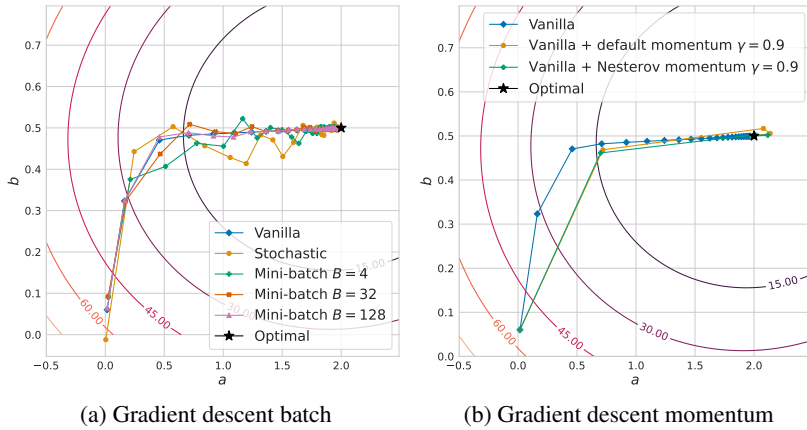 0.7
0.6
0.5
0.4
0.3
0.2
0.1
0.0
b
60.00
45.00
30.00
15.00
Vanilla
Stochastic
Mini-batch B = 4
Mini-batch B = 32
Mini-batch B = 128
Optimal
−0.5 0.0 0.5 1.0 1.5 2.0
a
(a) Gradient descent batch
Vanilla
Vanilla + default momentum γ = 0.9
Vanilla + Nesterov momentum γ = 0.9
Optimal
0.7
0.6
0.5
0.4
0.3
0.2
0.1
0.0
b
60.00
45.00
30.00
15.00
−0.5 0.0 0.5 1.0 1.5 2.0
a
(b) Gradient descent momentum